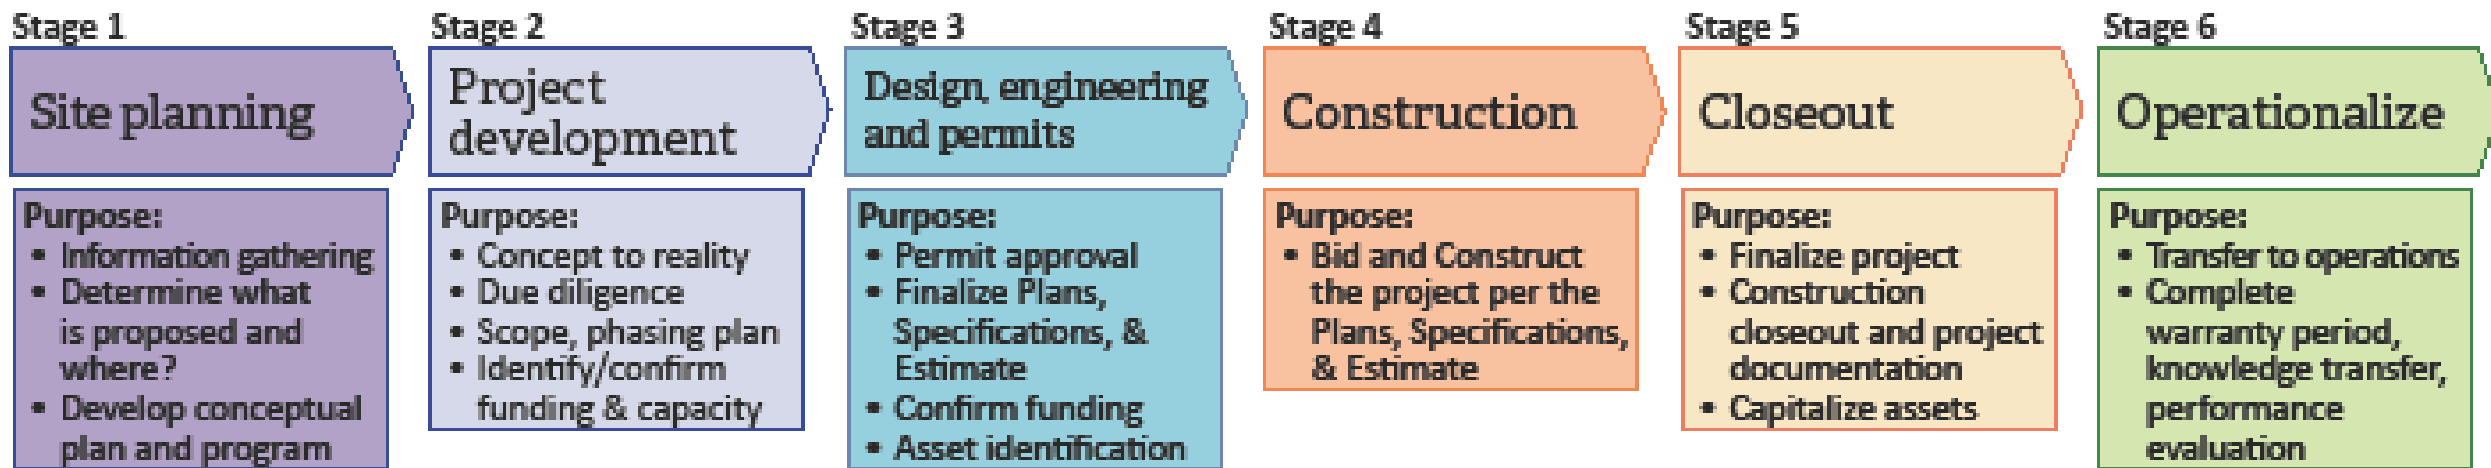 Stage 1
Site planning
Purpose:
• Information gathering
• Determine what
is proposed and
where?
• Develop conceptual
plan and program
Stage 2
Project
development
Purpose:
• Concept to reality
• Due diligence
• Scope, phasing plan
• Identify/confirm
funding & capacity
Stage 3
Design, engineering
and permits
Purpose:
• Permit approval
• Finalize Plans,
Specifications, &
Estimate
• Confirm funding
• Asset identification
Stage 4
Construction
Purpose:
• Bid and Construct
the project per the
Plans, Specifications,
& Estimate
Stage 5
Closeout
Purpose:
• Finalize project
• Construction
closeout and project
documentation
• Capitalize assets
Stage 6
Operationalize
Purpose:
• Transfer to operations
• Complete
warranty period,
knowledge transfer,
performance
evaluation